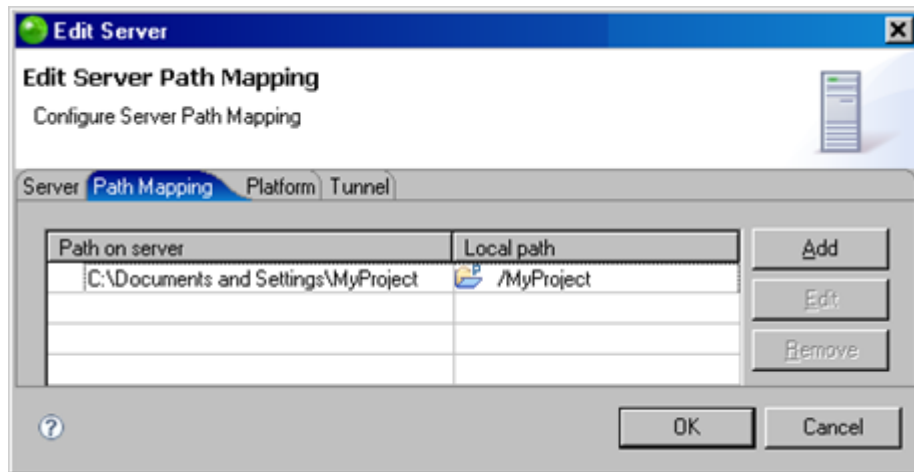 Edit Server
Edit Server Path Mapping
Configure Server Path Mapping
Server Path Mapping Platform Tunnel
Path on server Local path Add
C:\Documents and Settings\MyProject /MyProject
Edit
Remove
OK Cancel